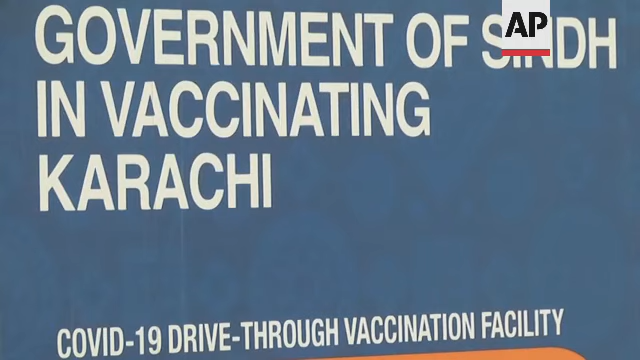 AP
GOVERNMENT OF SINDH
IN VACCINATING
KARACHI
COVID-19 DRIVE-THROUGH VACCINATION FACILITY